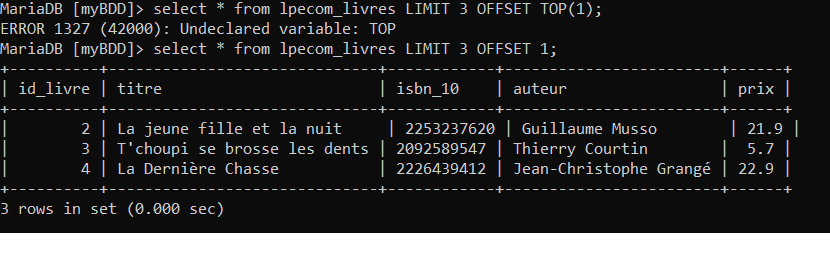 MariaDB [myBDD]> select * from lpecom_livres LIMIT 3 OFFSET TOP(1);
ERROR 1327 (42000): Undeclared variable: TOP
MariaDB [myBDD]> select * from lpecom_livres LIMIT 3 OFFSET 1;
+----------+----------------------------+------------+-----------------------+------+
| id_livre | titre                      | isbn_10    | auteur                | prix |
+----------+----------------------------+------------+-----------------------+------+
|        2 | La jeune fille et la nuit     | 2253237620 | Guillaume Musso        | 21.9 |
|        3 | T'choupi se brosse les dents | 2092589547 | Thierry Courtin       |  5.7 |
|        4 | La Dernière Chasse           | 2226439412 | Jean-Christophe Grangé | 22.9 |
+----------+----------------------------+------------+-----------------------+------+
3 rows in set (0.000 sec)